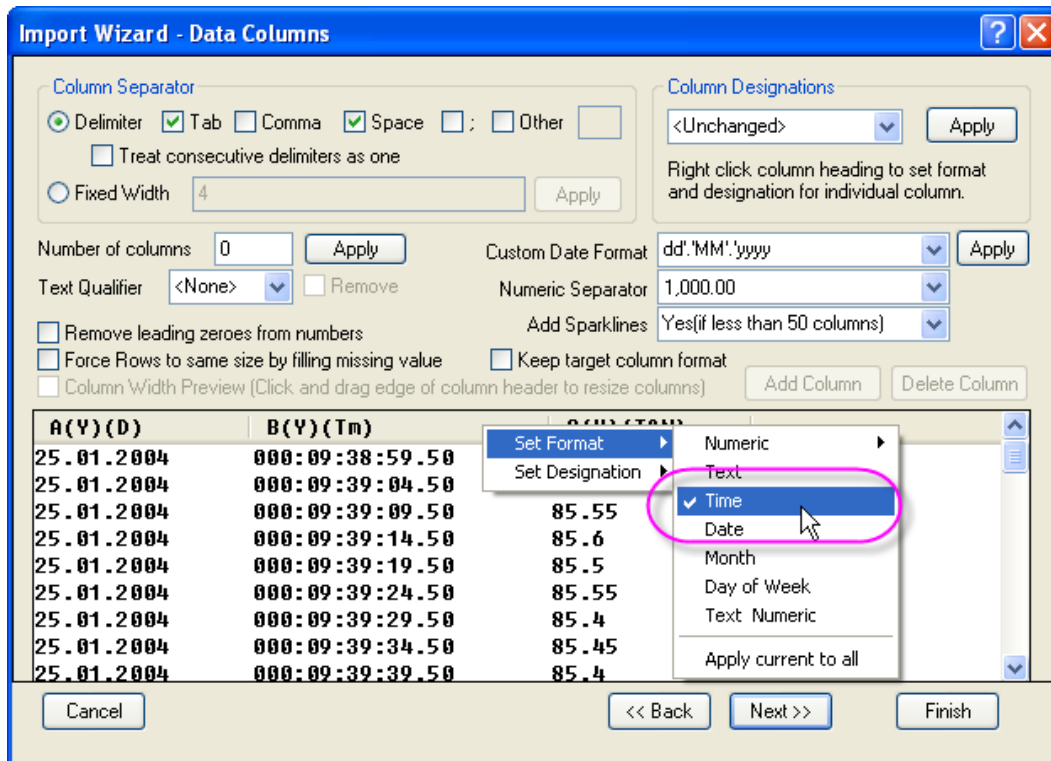 Import Wizard - Data Columns
Column Separator
Delimiter Tab Comma Space ; Other
Treat consecutive delimiters as one
Fixed Width 4 Apply
Column Designations
<Unchanged> Apply
Right click column heading to set format
and designation for individual column.
Number of columns 0 Apply
Custom Date Format dd'.'MM'.'yyyy Apply
Text Qualifier <None> Remove
Numeric Separator 1,000.00
Add Sparklines Yes(if less than 50 columns)
Remove leading zeroes from numbers
Force Rows to same size by filling missing value
Keep target column format
Column Width Preview (Click and drag edge of column header to resize columns)
Add Column Delete Column
A(Y)(D) B(Y)(Tm)
25.01.2004 000:09:38:59.50
25.01.2004 000:09:39:04.50
25.01.2004 000:09:39:09.50 85.55
25.01.2004 000:09:39:14.50 85.6
25.01.2004 000:09:39:19.50 85.5
25.01.2004 000:09:39:24.50 85.55
25.01.2004 000:09:39:29.50 85.4
25.01.2004 000:09:39:34.50 85.45
25.01.2004 000:09:39:39.50 85.4
Set Format
Set Designation
Numeric
Text
Time
Date
Month
Day of Week
Text Numeric
Apply current to all
Cancel << Back Next >> Finish